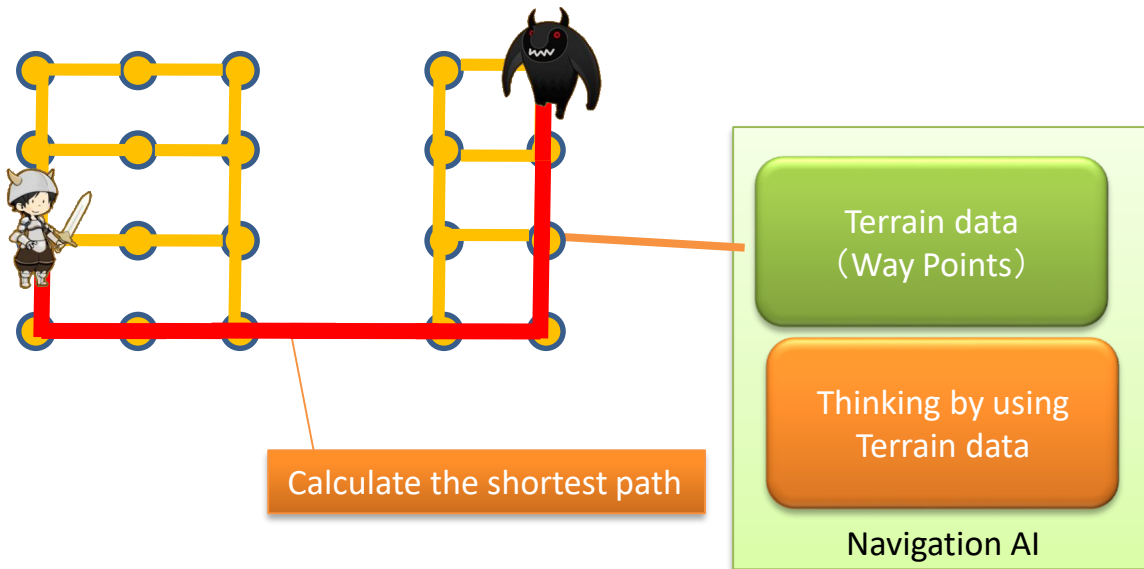 Terrain data
（Way Points）
Thinking by using
Terrain data
Calculate the shortest path
Navigation AI